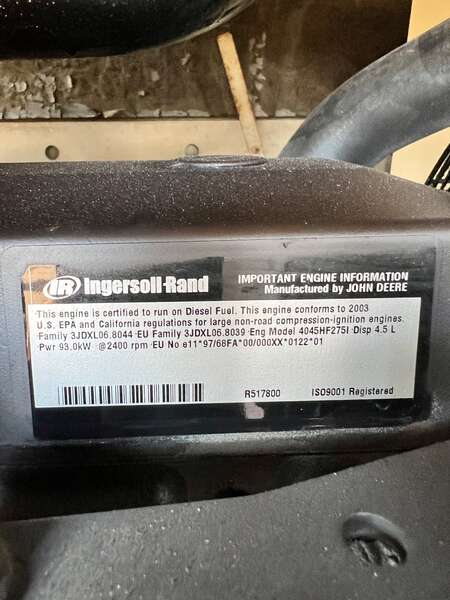 IR Ingersoll-Rand
IMPORTANT ENGINE INFORMATION
Manufactured by JOHN DEERE
This engine is certified to run on Diesel Fuel. This engine conforms to 2003
U.S. EPA and California regulations for large non-road compression-ignition engines.
Family 3JDXL06.8044 EU Family 3JDXL06.8039 Eng Model 4045HF275I Disp 4.5 L
Pwr 93.0kW @2400 rpm EU No e11*97/68FA*00/000XX*0122*01
R517800 ISO9001 Registered